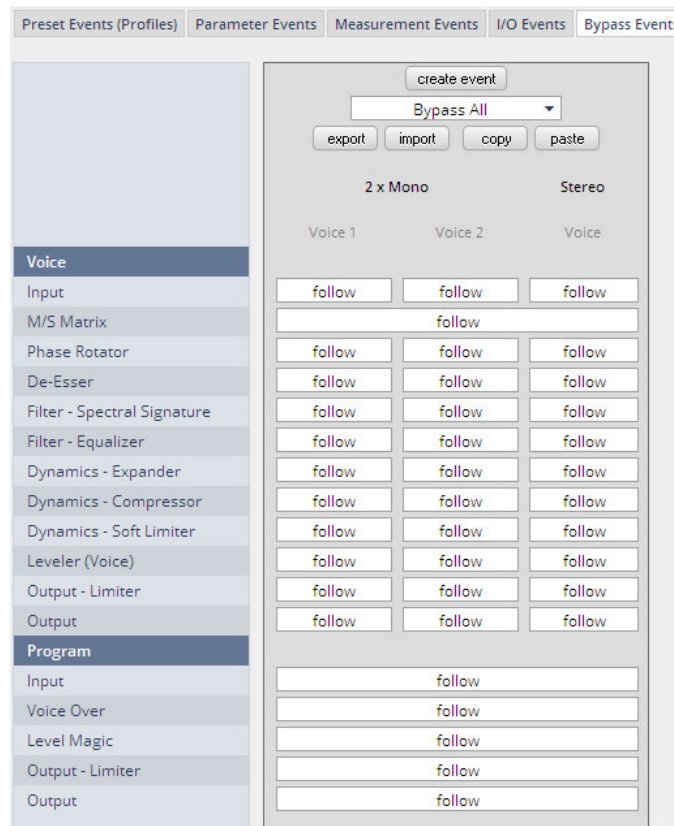 Preset Events (Profiles) Parameter Events Measurement Events I/O Events Bypass Events
create event
Bypass All
export import copy paste
2 x Mono Stereo
Voice 1 Voice 2 Voice
Voice
Input follow follow follow
M/S Matrix follow
Phase Rotator follow follow follow
De-Esser follow follow follow
Filter - Spectral Signature follow follow follow
Filter - Equalizer follow follow follow
Dynamics - Expander follow follow follow
Dynamics - Compressor follow follow follow
Dynamics - Soft Limiter follow follow follow
Leveler (Voice) follow follow follow
Output - Limiter follow follow follow
Output follow follow follow
Program
Input follow
Voice Over follow
Level Magic follow
Output - Limiter follow
Output follow